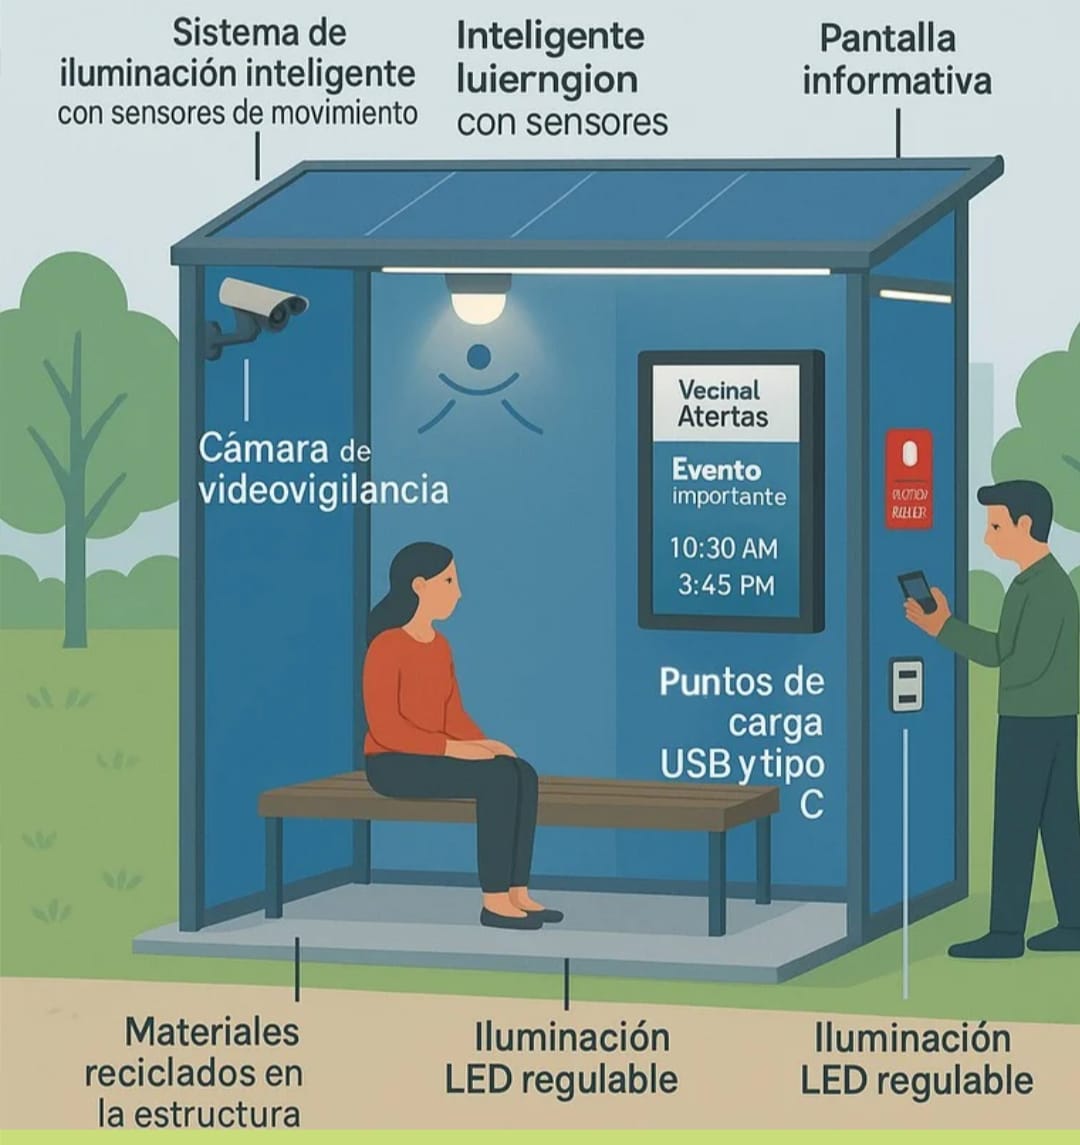 Sistema de
iluminación inteligente
con sensores de movimiento
Inteligente
luierngion
con sensores
Pantalla
informativa
Cámara de
videovigilancia
Vecinal
Atertas
Evento
importante
10:30 AM
3:45 PM
Puntos de
carga
USB y tipo
C
Materiales
reciclados en
la estructura
Iluminación
LED regulable
Iluminación
LED regulable